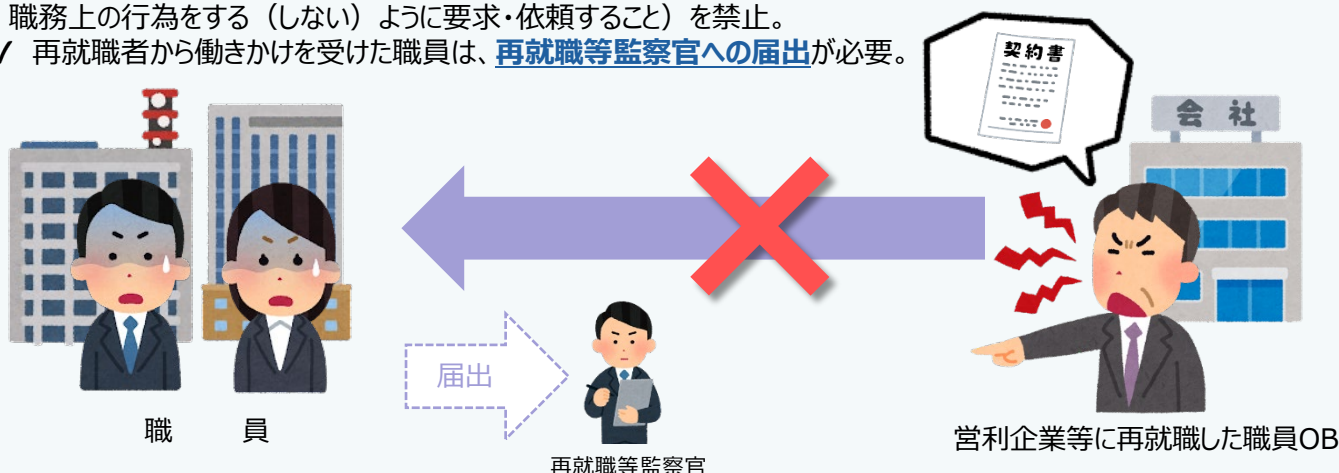 職務上の行為をする（しない）ように要求・依頼すること）を禁止。
✓ 再就職者から働きかけを受けた職員は、再就職等監察官への届出が必要。
契約書
会社
届出
職員
営利企業等に再就職した職員OB
再就職等監察官